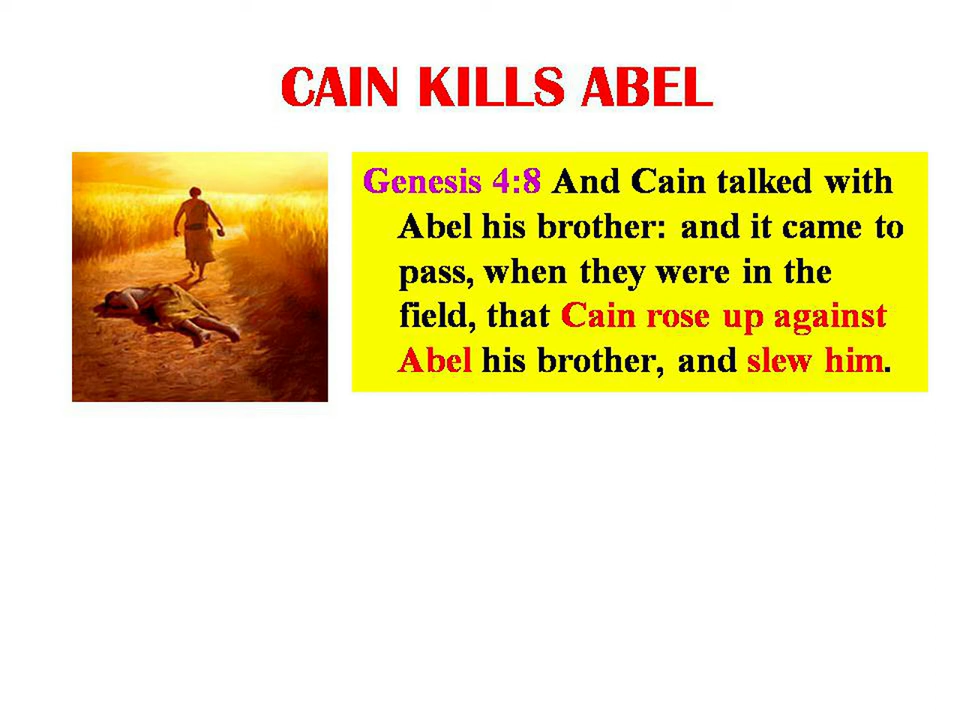 CAIN KILLS ABEL
Genesis 4:8 And Cain talked with
Abel his brother: and it came to
pass, when they were in the
field, that Cain rose up against
Abel his brother, and slew him.